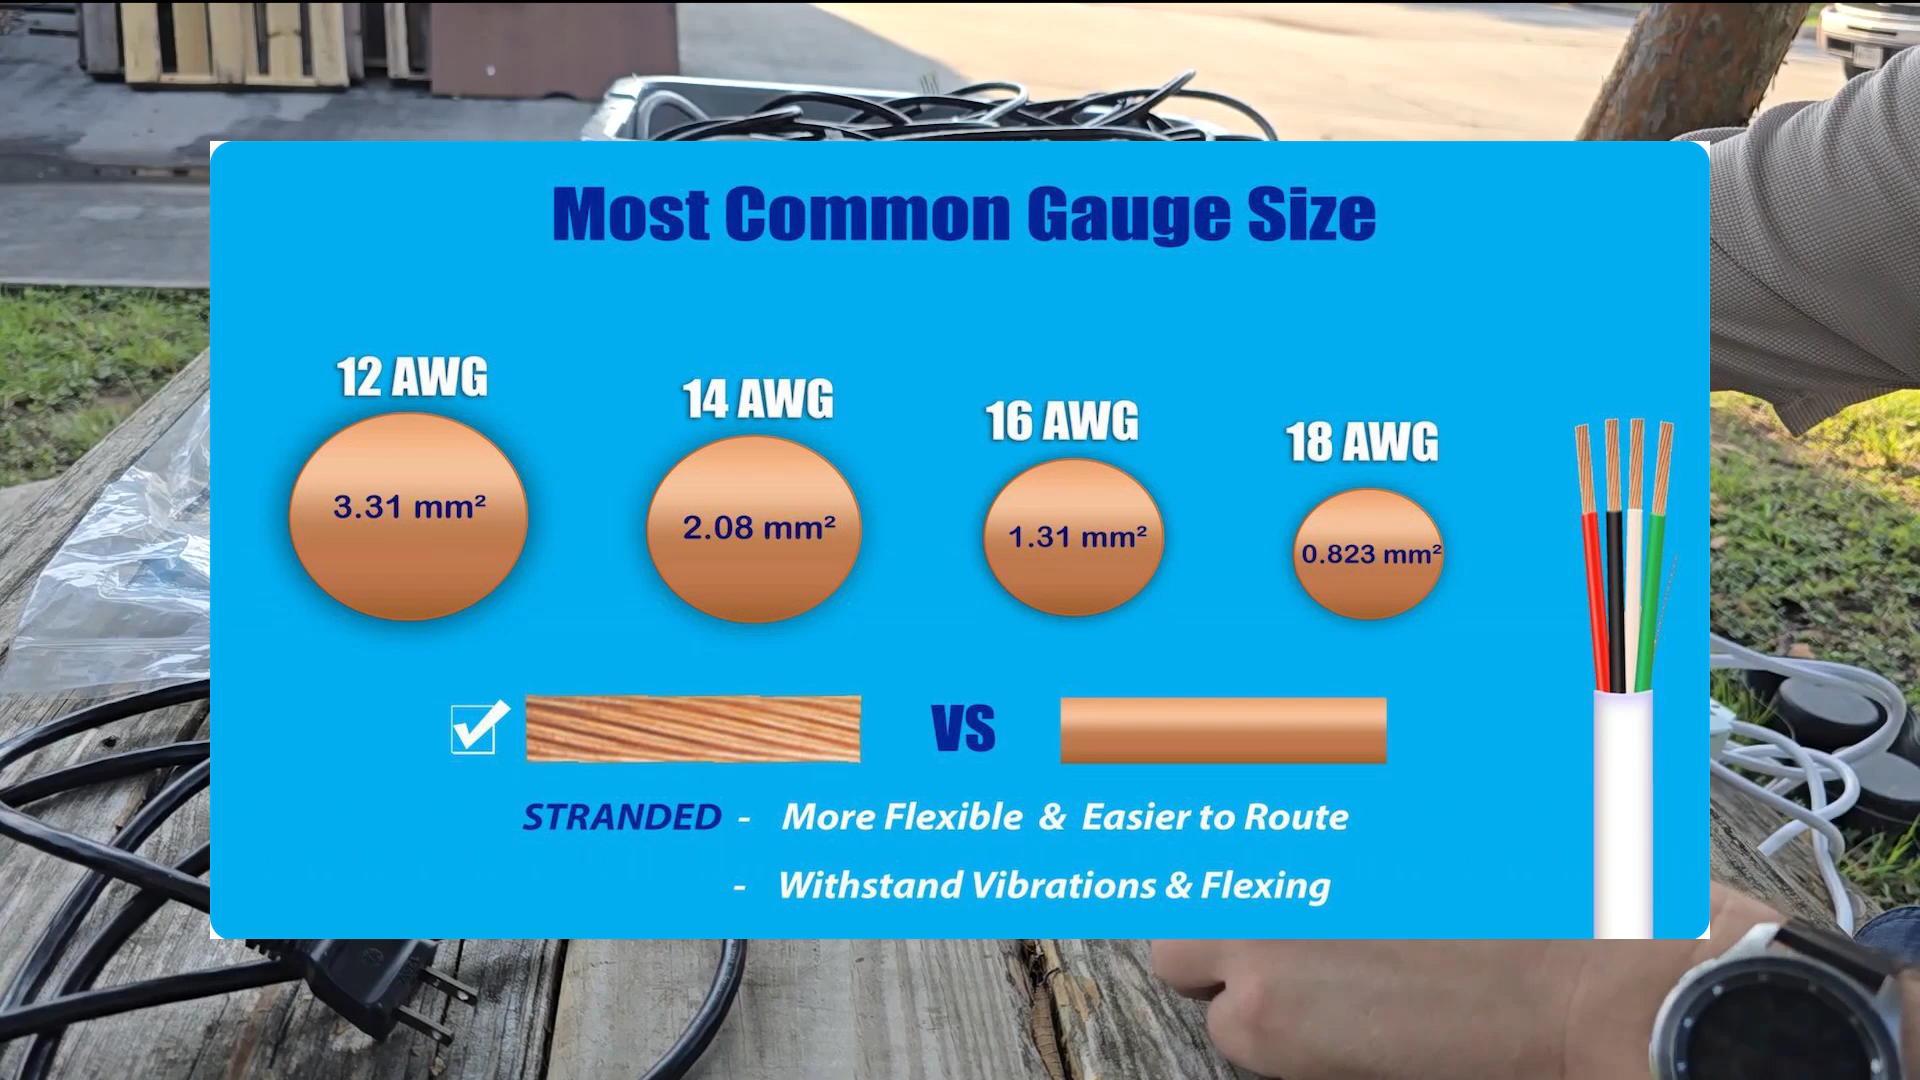 Most Common Gauge Size
12 AWG
14 AWG
16 AWG
18 AWG
3.31 mm²
2.08 mm²
1.31 mm²
0.823 mm²
VS
STRANDED - More Flexible & Easier to Route
- Withstand Vibrations & Flexing